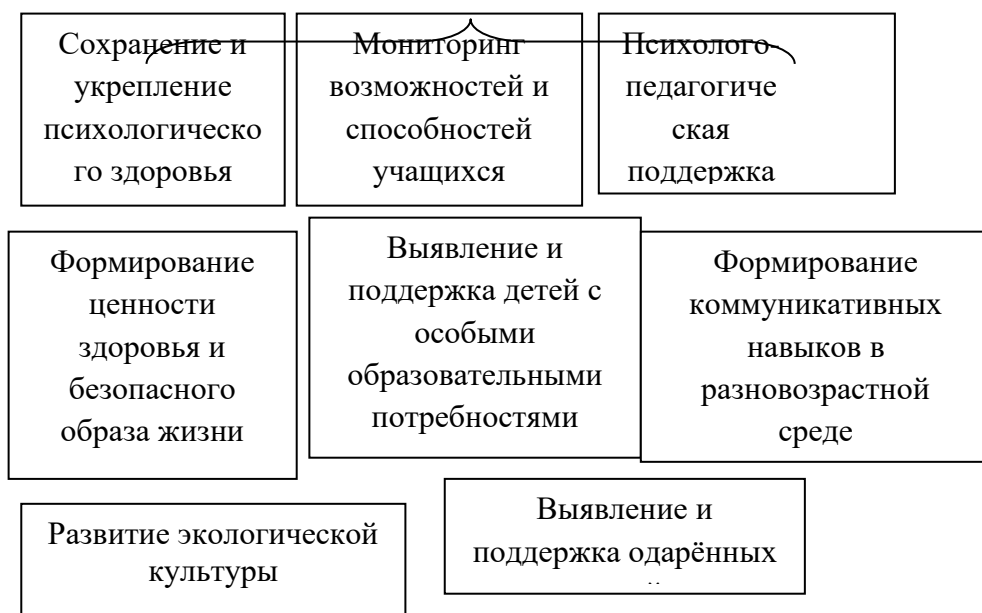 Сохранение и
укрепление
психологическо
го здоровья
Мониторинг
возможностей и
способностей
учащихся
Психолого-
педагогиче
ская
поддержка
Формирование
ценности
здоровья и
безопасного
образа жизни
Выявление и
поддержка детей с
особыми
образовательными
потребностями
Формирование
коммуникативных
навыков в
разновозрастной
среде
Развитие экологической
культуры
Выявление и
поддержка одарённых